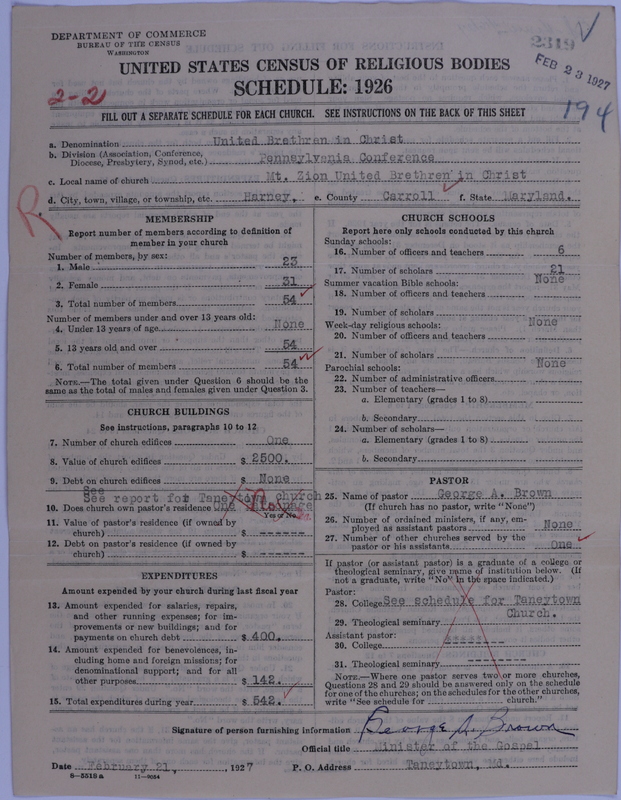 DEPARTMENT OF COMMERCE
BUREAU OF THE CENSUS
WASHINGTON
2319
FEB 23 1927
UNITED STATES CENSUS OF RELIGIOUS BODIES
SCHEDULE: 1926
2-2
194
FILL OUT A SEPARATE SCHEDULE FOR EACH CHURCH. SEE INSTRUCTIONS ON THE BACK OF THIS SHEET
a. Denomination United Brethren in Christ
b. Division (Association, Conference, Diocese, Presbytery, Synod, etc.) Pennsylvania Conference
c. Local name of church Mt. Zion United Brethren in Christ
d. City, town, village, or township, etc. Harney, e. County Carroll f. State Maryland.
R.
MEMBERSHIP
Report number of members according to definition of
member in your church
Number of members, by sex:
1. Male 23
2. Female 31
3. Total number of members 54
Number of members under and over 13 years old:
4. Under 13 years of age None
5. 13 years old and over 54
6. Total number of members 54
NOTE.—The total given under Question 6 should be the
same as the total of males and females given under Question 3.
CHURCH BUILDINGS
See instructions, paragraphs 10 to 12
7. Number of church edifices One
8. Value of church edifices $ 2500.
9. Debt on church edifices $ None
See
See report for Taneytown church
10. Does church own pastor's residence
Yes or No
11. Value of pastor's residence (if owned by
church) $ -------
12. Debt on pastor's residence (if owned by
church) $ -------
EXPENDITURES
Amount expended by your church during last fiscal year
13. Amount expended for salaries, repairs,
and other running expenses; for im-
provements or new buildings; and for
payments on church debt $ 400.
14. Amount expended for benevolences, in-
cluding home and foreign missions; for
denominational support; and for all
other purposes $ 142.
15. Total expenditures during year $ 542.
CHURCH SCHOOLS
Report here only schools conducted by this church
Sunday schools:
16. Number of officers and teachers 6
17. Number of scholars 21
Summer vacation Bible schools: None
18. Number of officers and teachers
19. Number of scholars
Week-day religious schools: None
20. Number of officers and teachers
21. Number of scholars
Parochial schools: None
22. Number of administrative officers
23. Number of teachers—
a. Elementary (grades 1 to 8)
b. Secondary
24. Number of scholars—
a. Elementary (grades 1 to 8)
b. Secondary
PASTOR
25. Name of pastor George A. Brown
(If church has no pastor, write "None")
26. Number of ordained ministers, if any, em-
ployed as assistant pastors None
27. Number of other churches served by the
pastor or his assistants One
If pastor (or assistant pastor) is a graduate of a college or
theological seminary, give name of institution below. (If
not a graduate, write "No" in the space indicated.)
Pastor:
28. College See schedule for Taneytown
29. Theological seminary Church.
Assistant pastor:
30. College
31. Theological seminary --------
NOTE.—Where one pastor serves two or more churches,
Questions 28 and 29 should be answered only on the schedule
for one of the churches; on the schedules for the other churches,
write "See schedule for church."
Signature of person furnishing information George A. Brown
Official title Minister of the Gospel
Date February 21, 1927 P. O. Address Taneytown, Md.
8-5518 a 11-9024